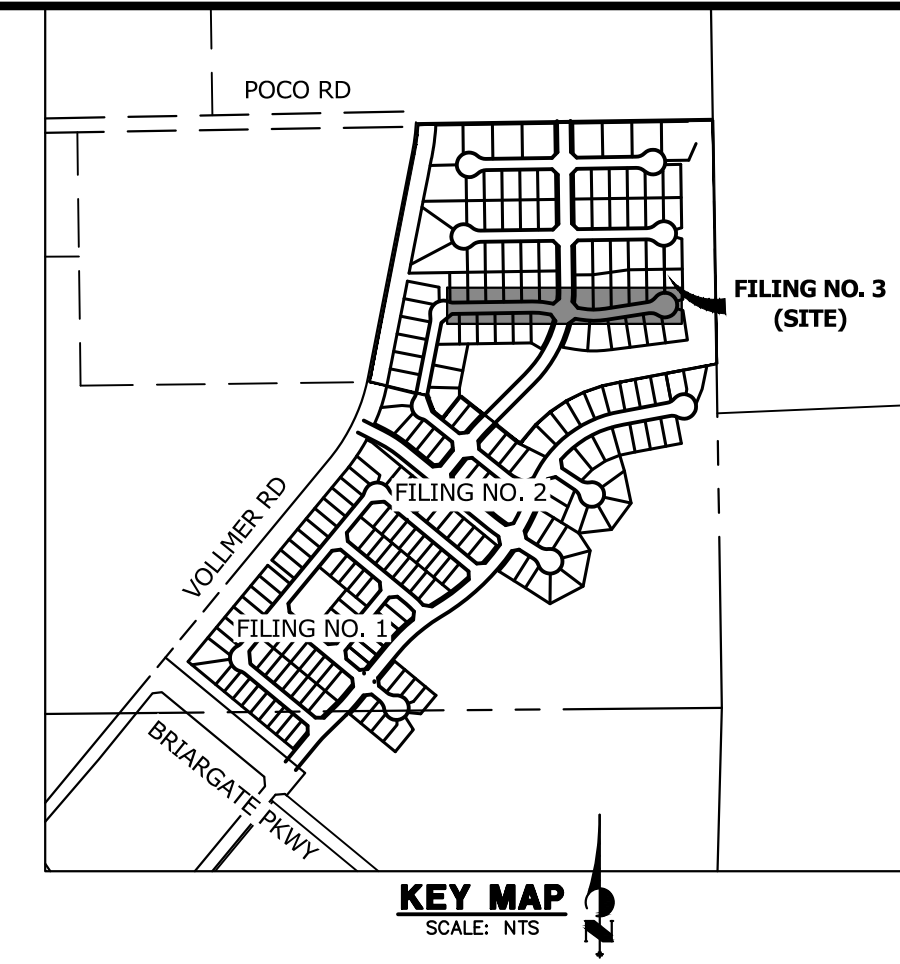 POCO RD
FILING NO. 3
(SITE)
FILING NO. 2
VOLLMER RD
FILING NO. 1
BRIARGATE PKWY
KEY MAP
SCALE: NTS
N